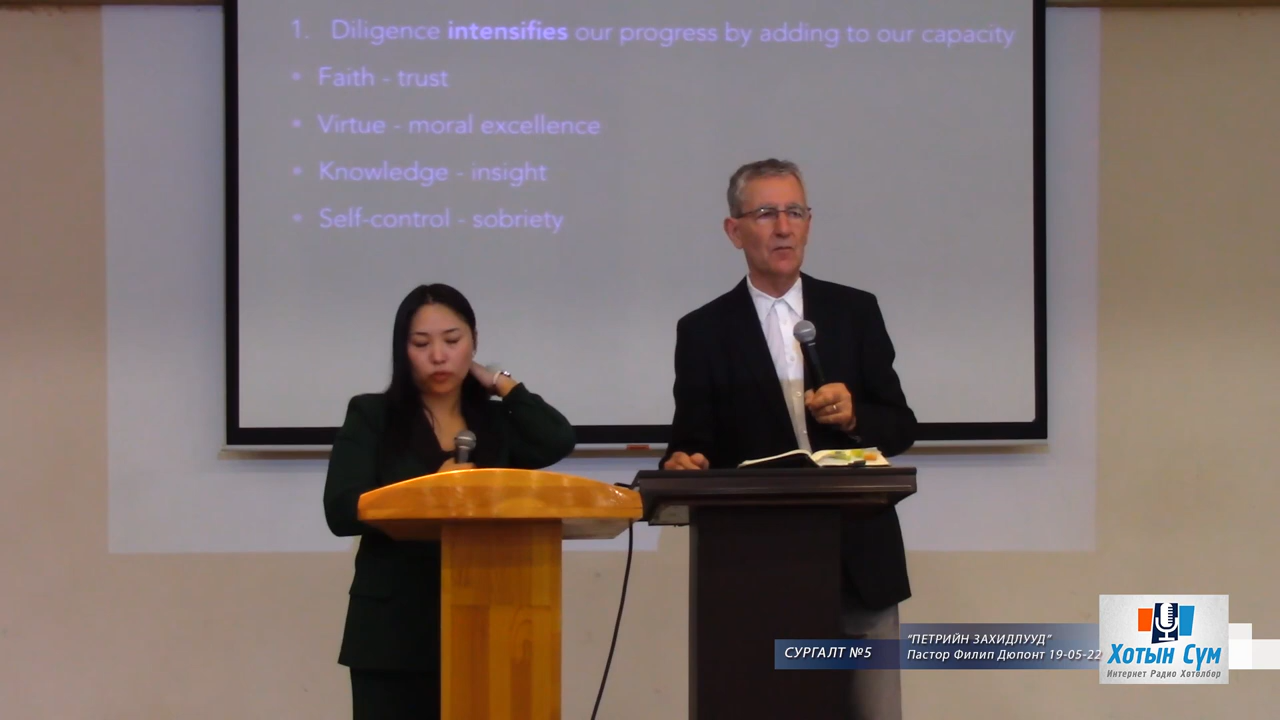 1. Diligence intensifies our progress by adding to our capacity
• Faith - trust
• Virtue - moral excellence
• Knowledge - insight
• Self-control - sobriety
СУРГАЛТ №5
"ПЕТРИЙН ЗАХИДЛУУД"
Пастор Филип Дюпонт 19-05-22
Хотын Сүм
Интернет Радио Хөтөлбөр